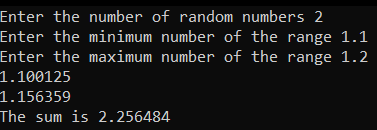 Enter the number of random numbers 2
Enter the minimum number of the range 1.1
Enter the maximum number of the range 1.2
1.100125
1.156359
The sum is 2.256484